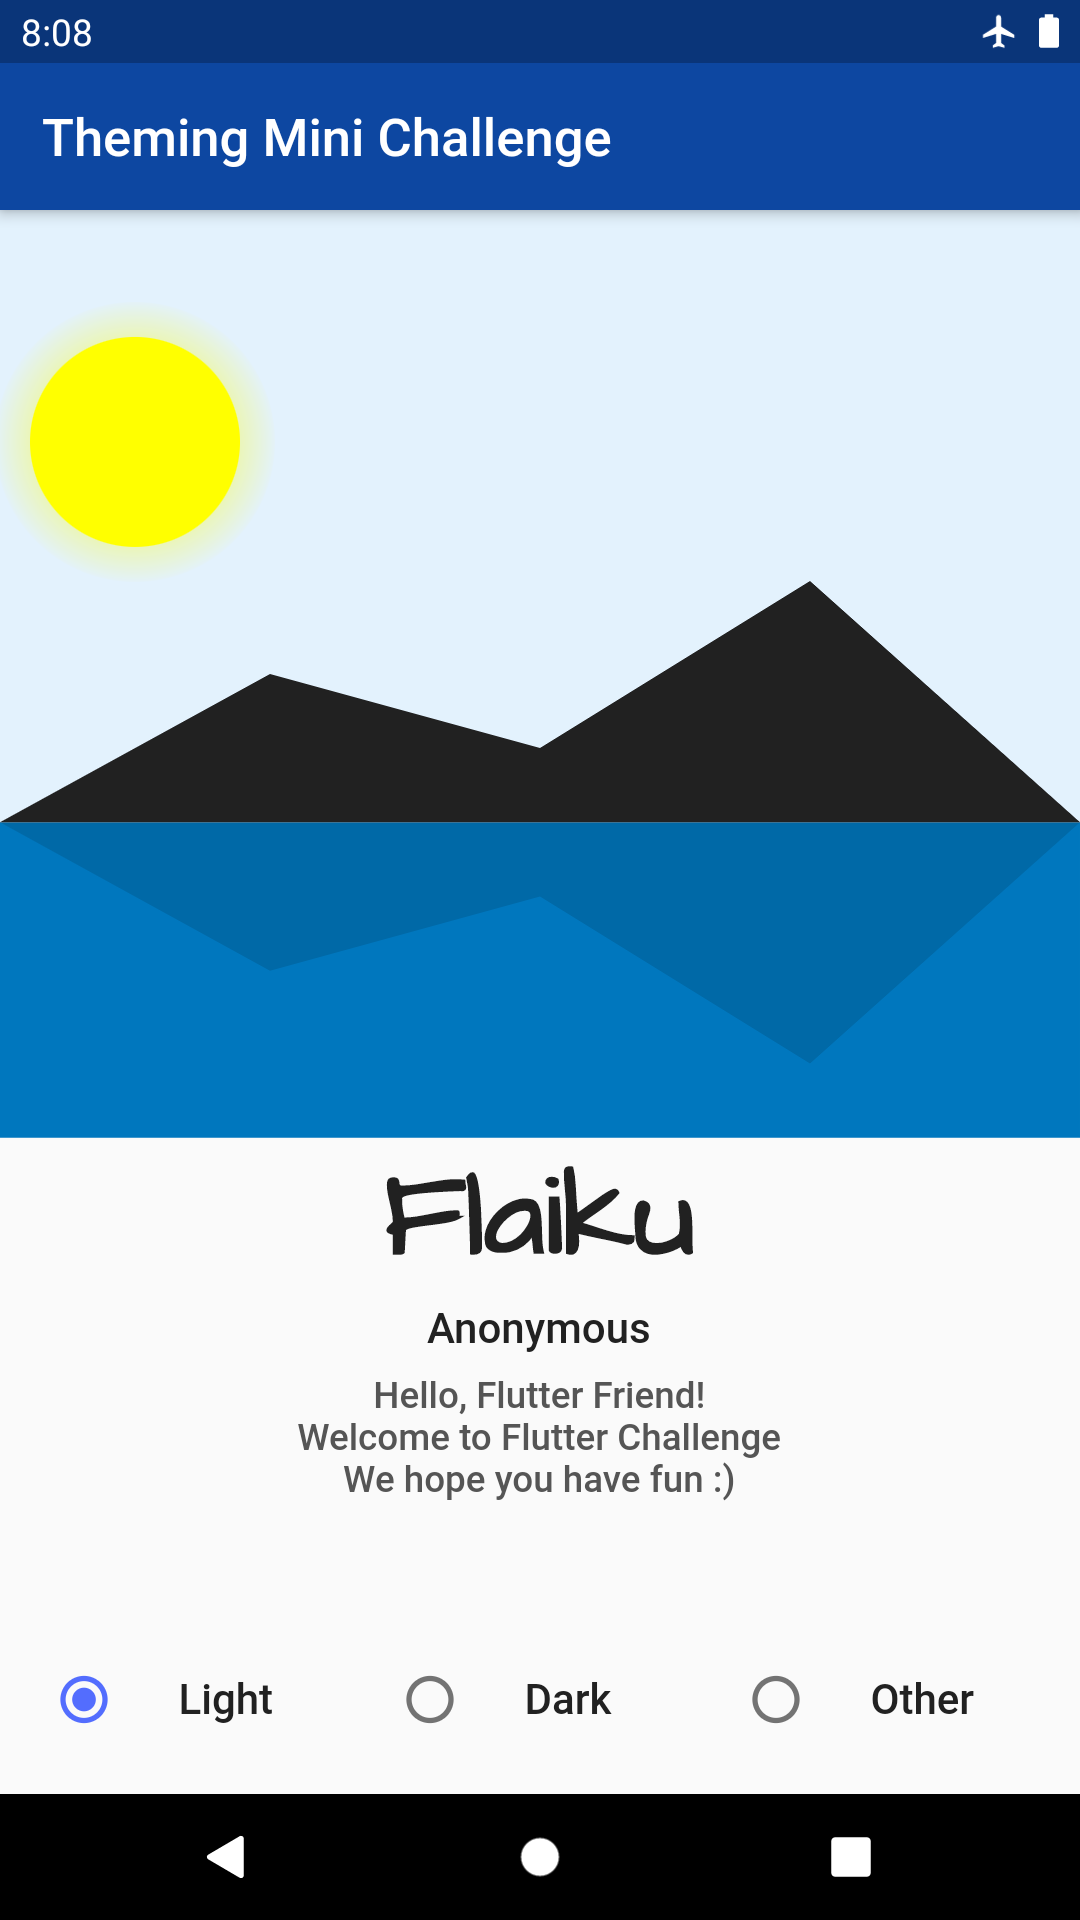 8:08
Theming Mini Challenge
Flaiku
Anonymous
Hello, Flutter Friend!
Welcome to Flutter Challenge
We hope you have fun :)
Light Dark Other